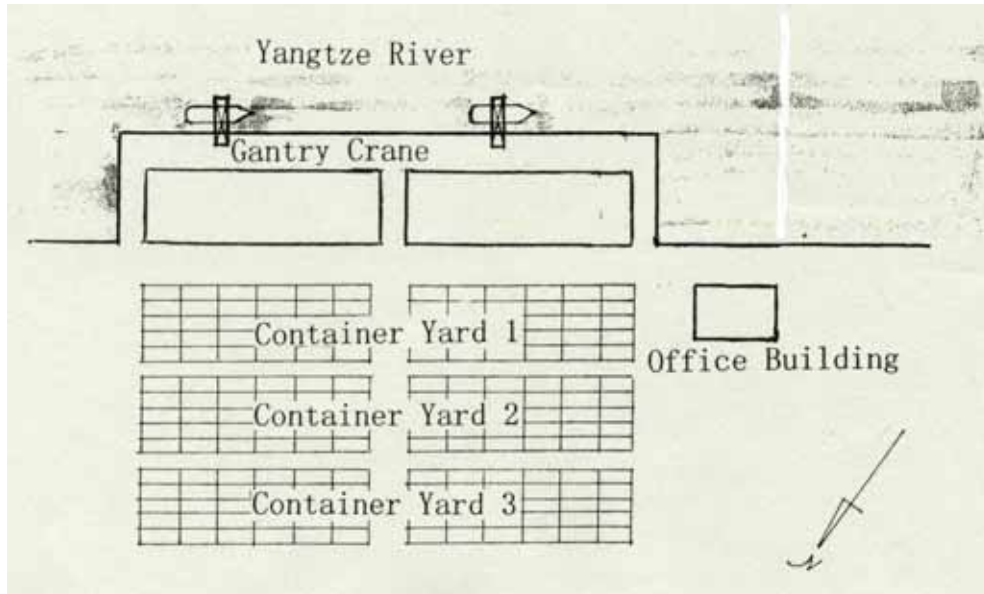 Yangtze River
Gantry Crane
Container Yard 1
Office Building
Container Yard 2
Container Yard 3